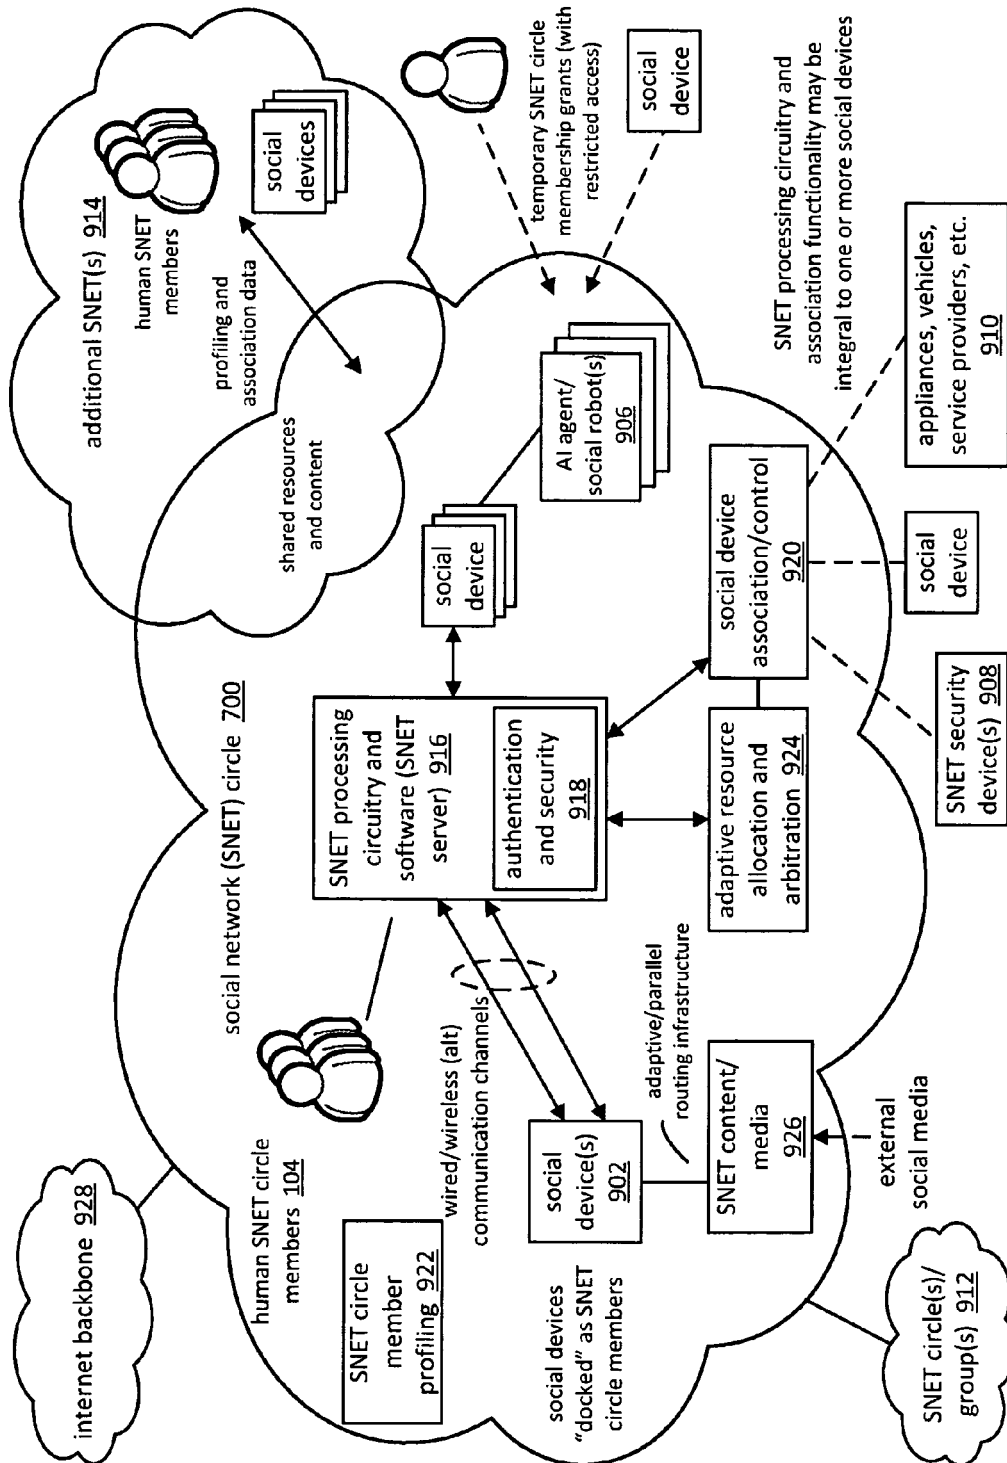 internet backbone 928
social network (SNET) circle 700
additional SNET(s) 914
human SNET
members
social
devices
profiling and
association data
shared resources
and content
human SNET circle
members 104
SNET circle
member
profiling 922
SNET processing
circuitry and
software (SNET
server) 916
authentication
and security
918
social
device
AI agent/
social robot(s)
906
temporary SNET circle
membership grants (with
restricted access)
social
device
wired/wireless (alt)
communication channels
social devices
"docked" as SNET
circle members
social
device(s)
902
adaptive/parallel
routing infrastructure
SNET content/
media
926
external
social media
adaptive resource
allocation and
arbitration 924
social device
association/control
920
SNET processing circuitry and
association functionality may be
integral to one or more social devices
SNET circle(s)/
group(s) 912
SNET security
device(s) 908
social
device
appliances, vehicles,
service providers, etc.
910